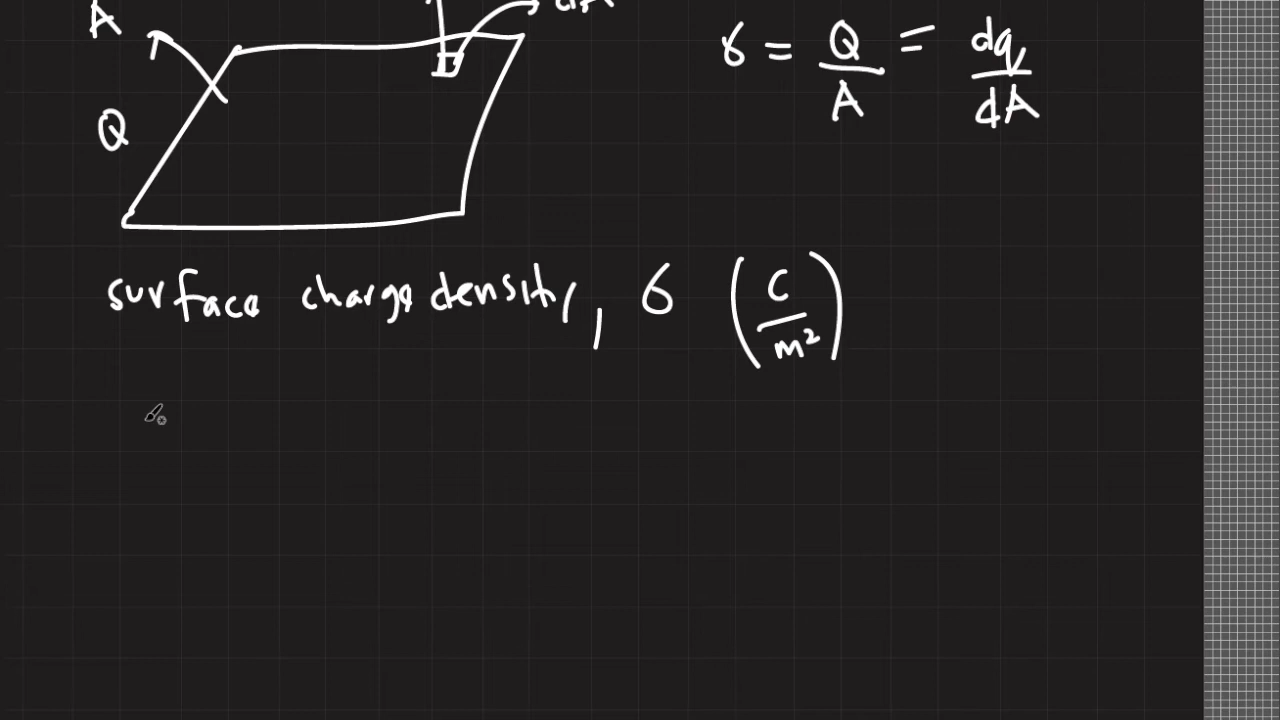 A
dA
Q
σ = Q/A = dq/dA
surface charge density, σ (C/m²)